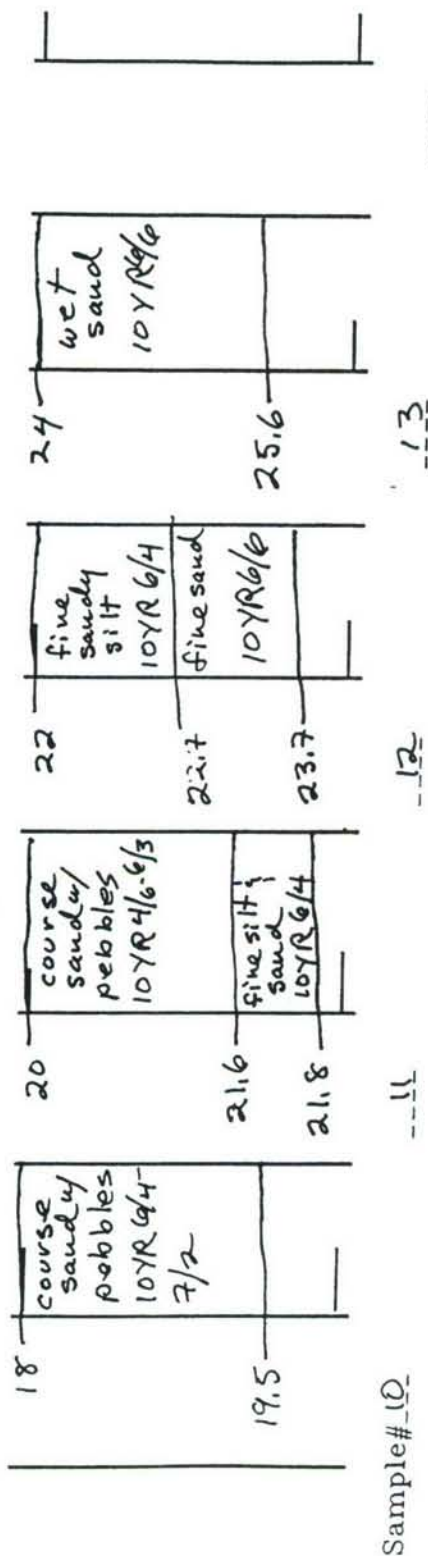 18
course
sand w/
pebbles
10YR 6/4-
7/2
19.5
Sample# 10
20
course
sand w/
pebbles
10YR 4/6-6/3
21.6
fine silt &
sand
10YR 6/4
21.8
11
22
fine
sandy
silt
10YR 6/4
22.7
fine sand
10YR 6/6
23.7
12
24
wet
sand
10YR 6/6
25.6
13